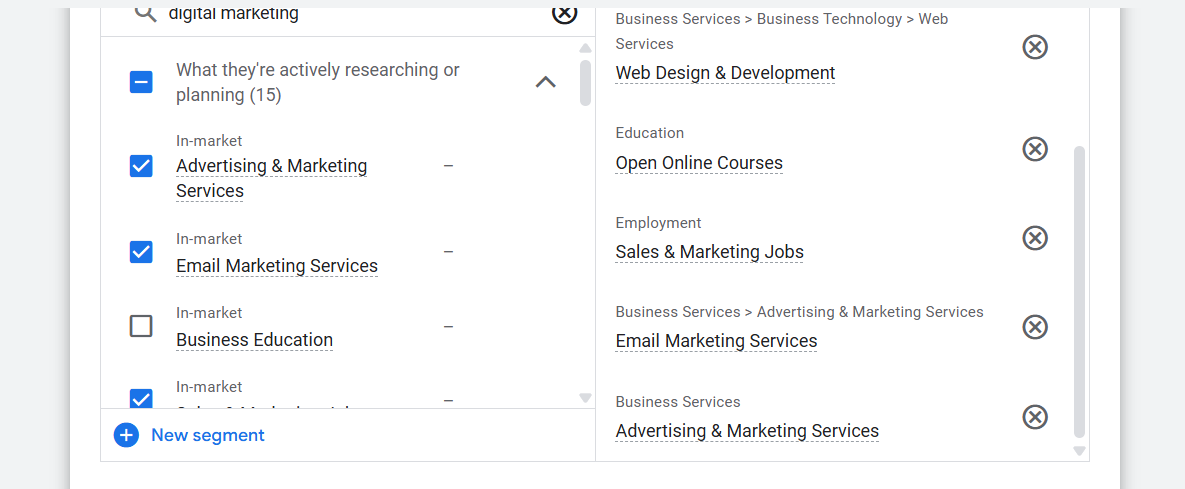 digital marketing
What they're actively researching or
planning (15)
In-market
Advertising & Marketing
Services
–
In-market
Email Marketing Services
–
In-market
Business Education
–
In-market
–
New segment
Business Services > Business Technology > Web
Services
Web Design & Development
Education
Open Online Courses
Employment
Sales & Marketing Jobs
Business Services > Advertising & Marketing Services
Email Marketing Services
Business Services
Advertising & Marketing Services